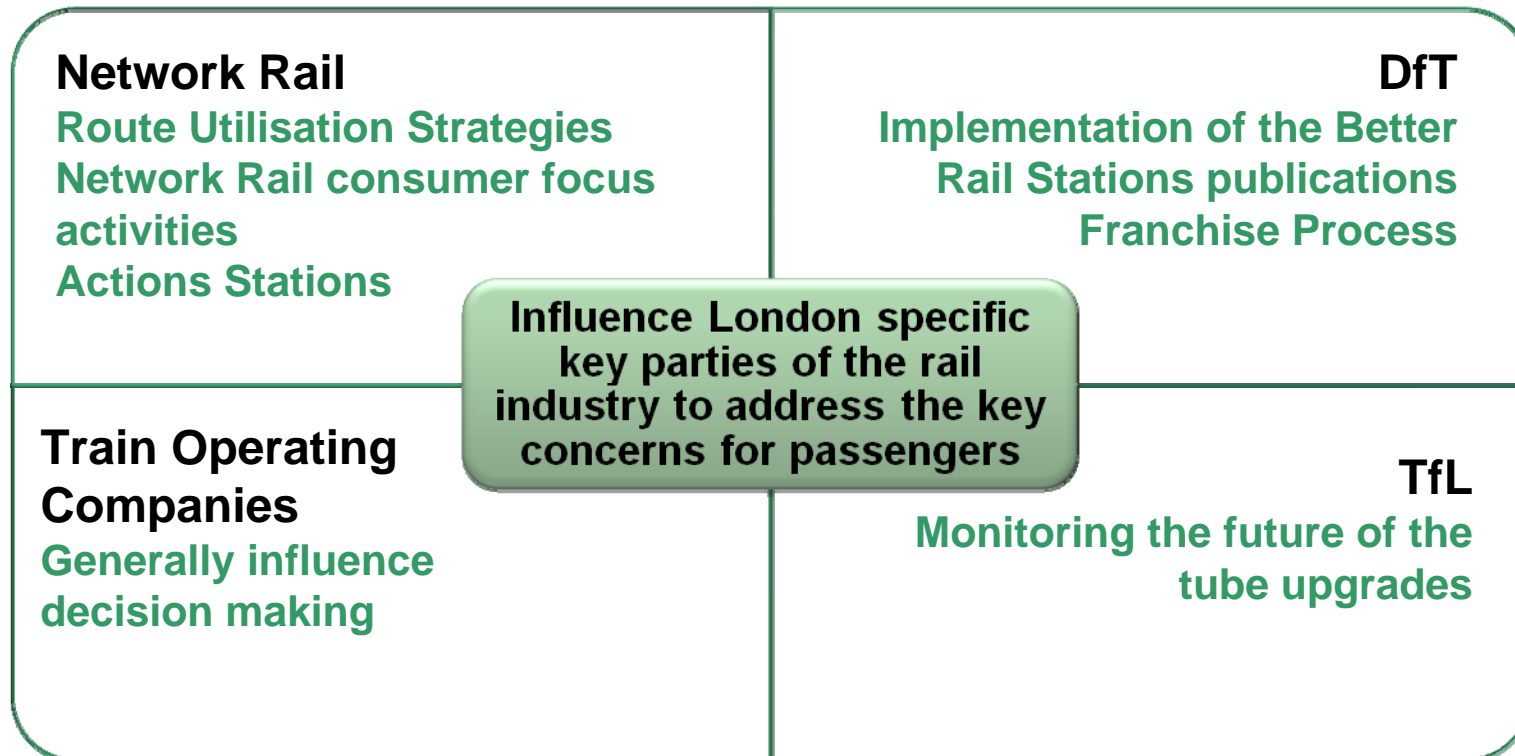 Network Rail
Route Utilisation Strategies
Network Rail consumer focus
activities
Actions Stations
DfT
Implementation of the Better
Rail Stations publications
Franchise Process
Influence London specific
key parties of the rail
industry to address the key
concerns for passengers
Train Operating
Companies
Generally influence
decision making
TfL
Monitoring the future of the
tube upgrades